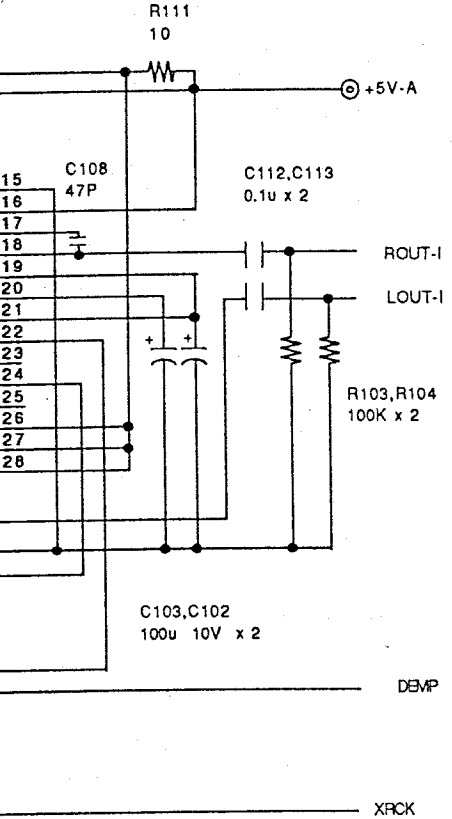 R111
10
+5V-A
C108
47P
C112,C113
0.1u x 2
15
16
17
18
19
20
21
22
23
24
25
26
27
28
ROUT-I
LOUT-I
+
+
R103,R104
100K x 2
C103,C102
100u 10V x 2
DEMP
XRCK